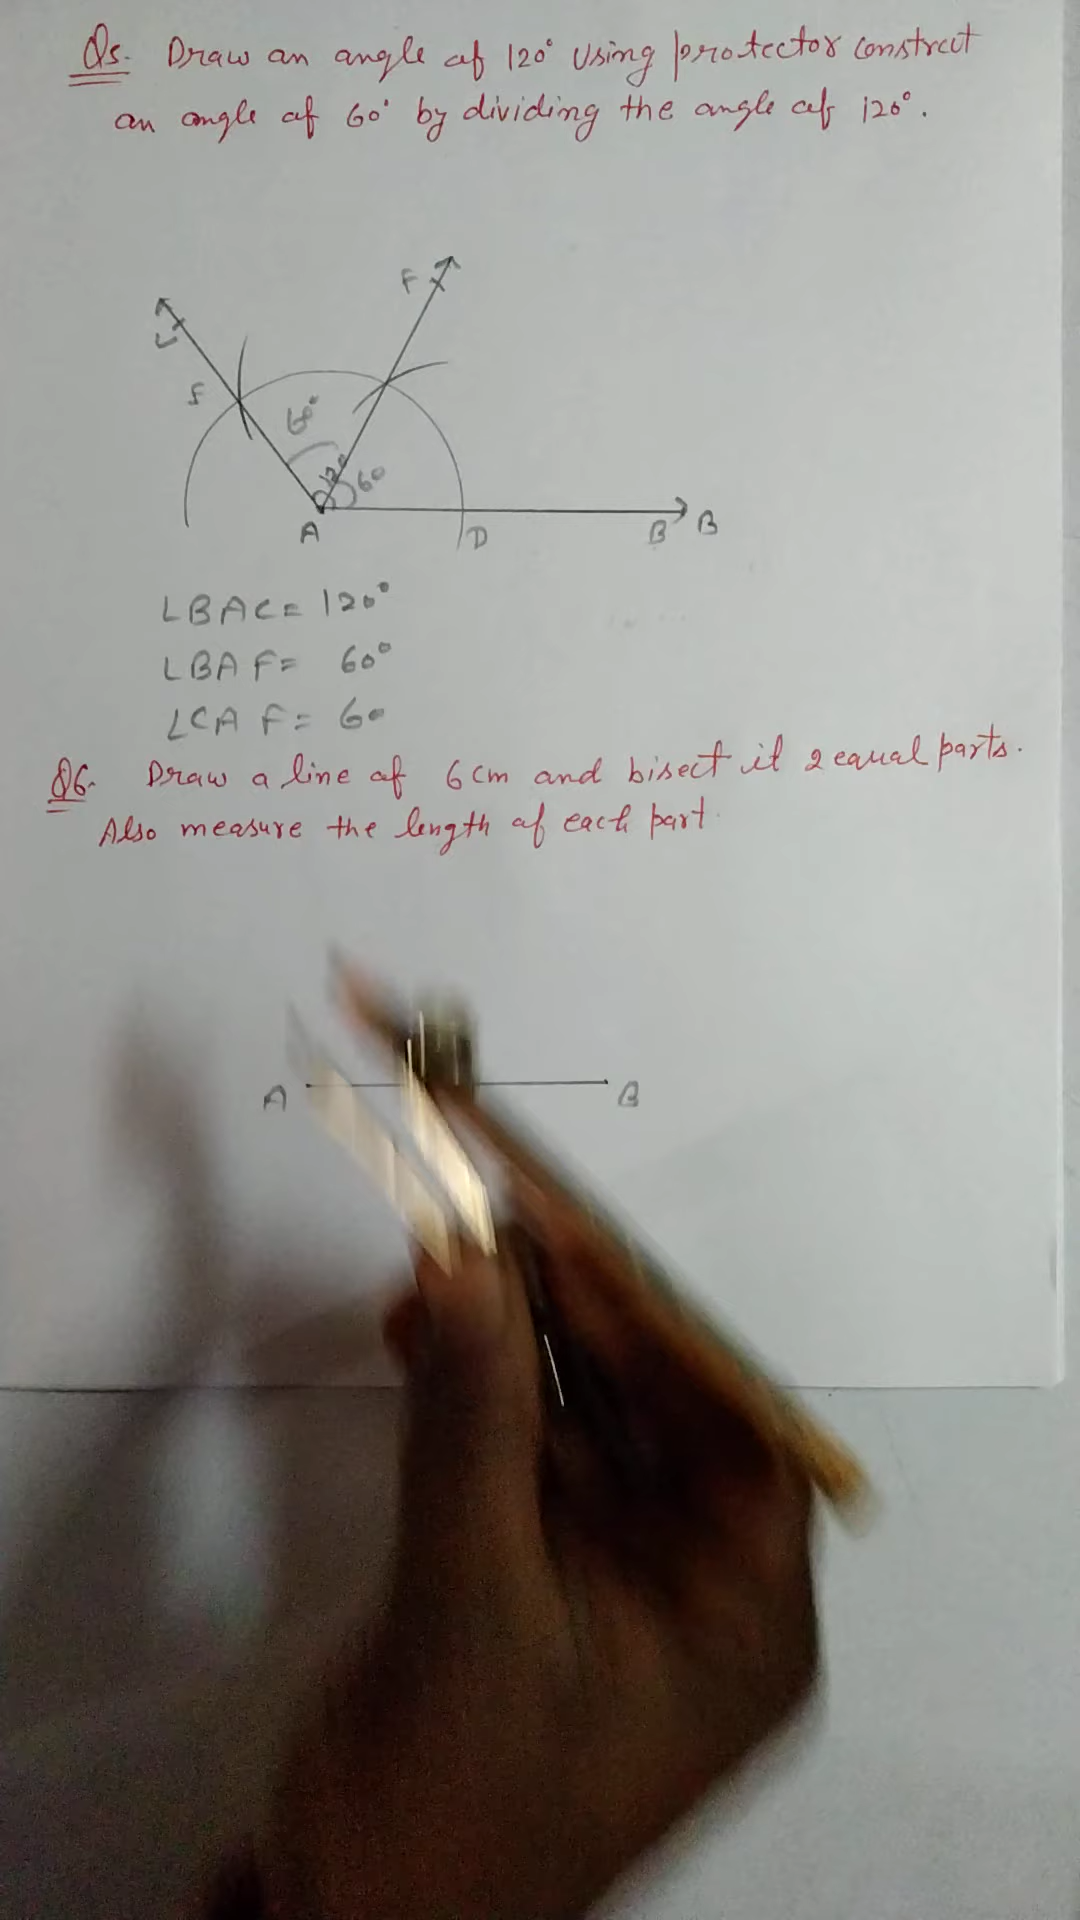 Q5. Draw an angle of 120° Using protector constrect
an angle of 60° by dividing the angle of 120°.
F
C
60°
120
60
A
D
B
B
∠BAC= 120°
∠BAF= 60°
∠CAF= 60
Q6. Draw a line of 6cm and bisect it 2 equal parts.
Also measure the length of each part.
A
B